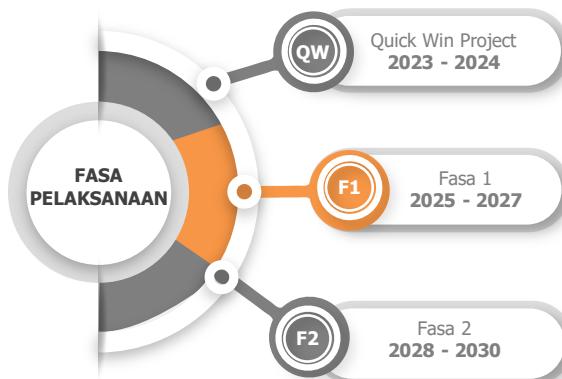 FASA
PELAKSANAAN
QW
Quick Win Project
2023 - 2024
F1
Fasa 1
2025 - 2027
F2
Fasa 2
2028 - 2030